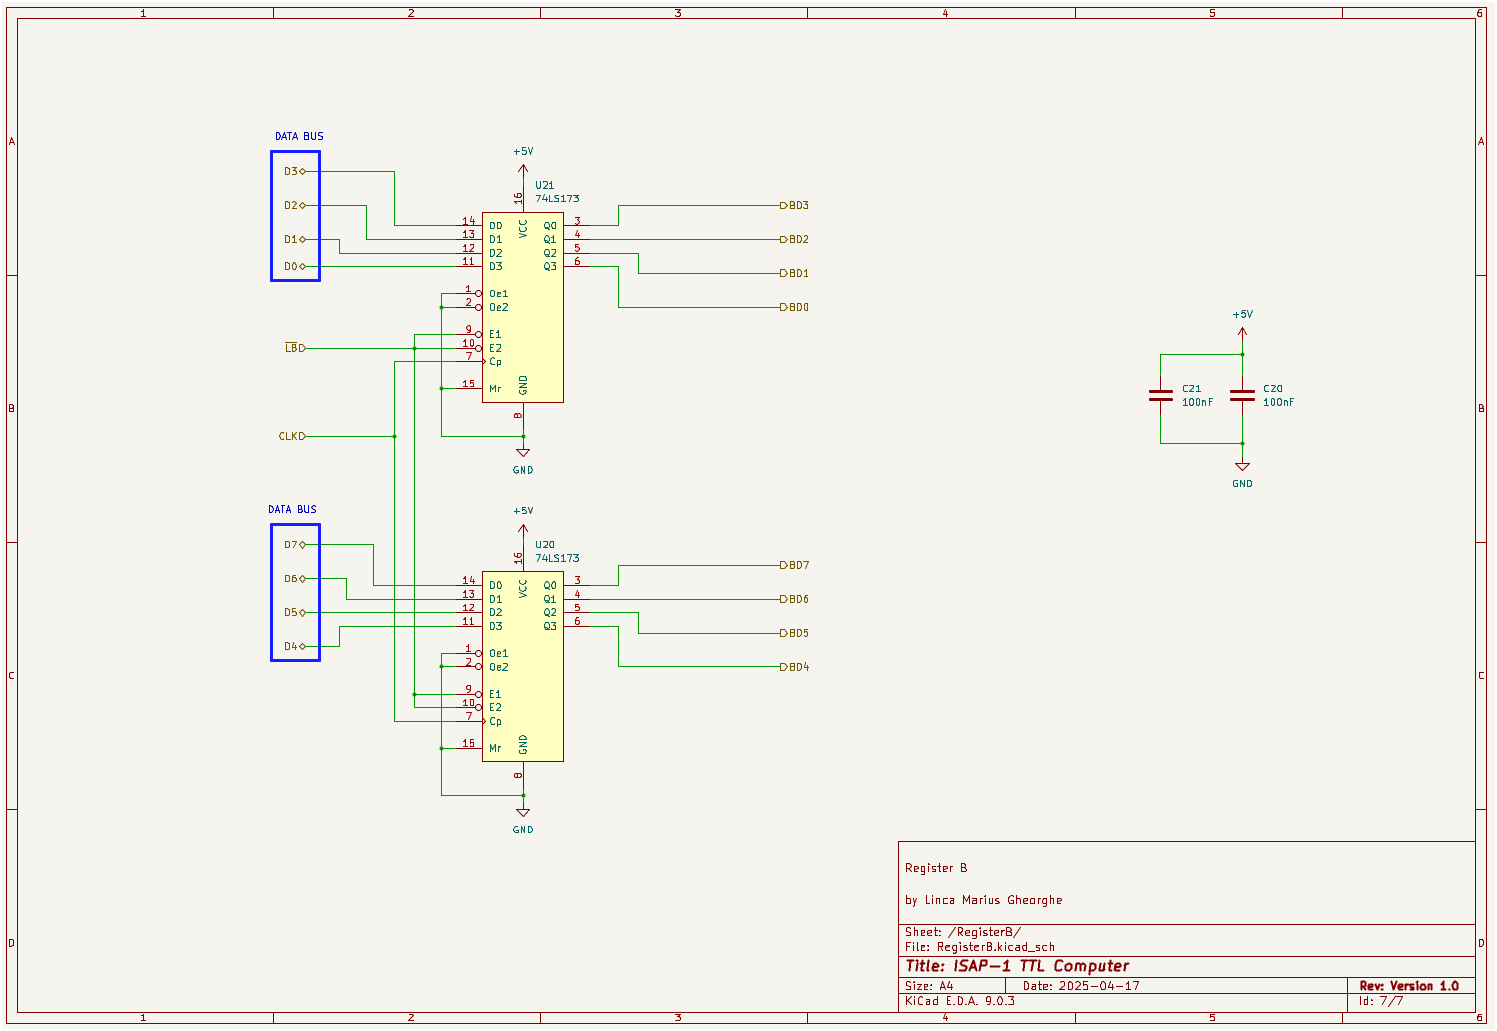 1 2 3 4 5 6
A A
B B
C C
D D
DATA BUS
D3
D2
D1
D0
+5V
U21
74LS173
16
VCC
14 D0 Q0 3
13 D1 Q1 4
12 D2 Q2 5
11 D3 Q3 6
1 Oe1
2 Oe2
9 E1
10 E2
7 Cp
15 Mr
GND
8
GND
BD3
BD2
BD1
BD0
LB
CLK
+5V
C21
100nF
C20
100nF
GND
DATA BUS
D7
D6
D5
D4
+5V
U20
74LS173
16
VCC
14 D0 Q0 3
13 D1 Q1 4
12 D2 Q2 5
11 D3 Q3 6
1 Oe1
2 Oe2
9 E1
10 E2
7 Cp
15 Mr
GND
8
GND
BD7
BD6
BD5
BD4
Register B
by Linca Marius Gheorghe
Sheet: /RegisterB/
File: RegisterB.kicad_sch
Title: ISAP-1 TTL Computer
Size: A4 Date: 2025-04-17 Rev: Version 1.0
KiCad E.D.A. 9.0.3 Id: 7/7
1 2 3 4 5 6